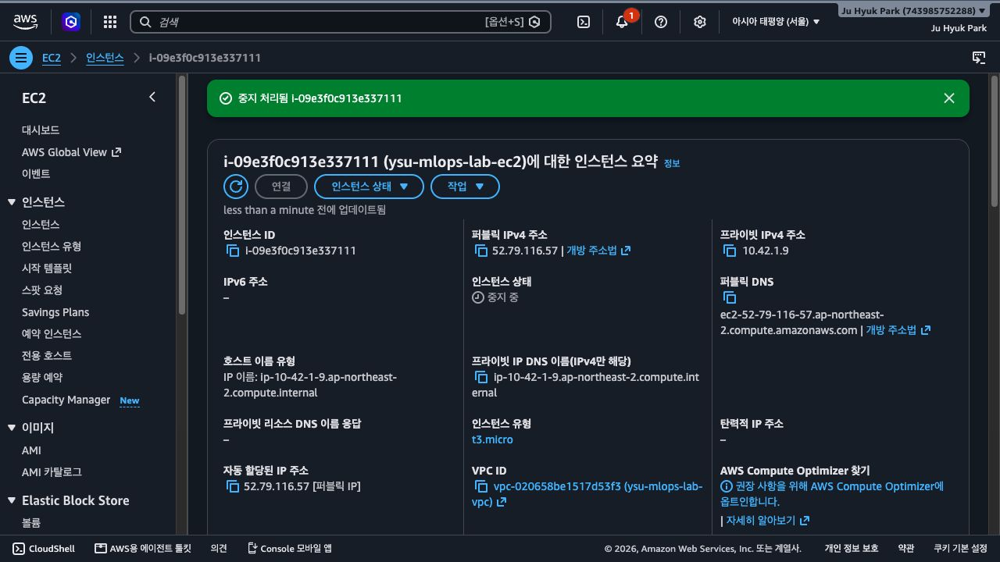 aws
검색
[옵션+S]
1
아시아 태평양 (서울)
Ju Hyuk Park (743985752288)
Ju Hyuk Park
EC2
인스턴스
i-09e3f0c913e337111
EC2
대시보드
AWS Global View
이벤트
인스턴스
인스턴스
인스턴스 유형
시작 템플릿
스팟 요청
Savings Plans
예약 인스턴스
전용 호스트
용량 예약
Capacity Manager New
이미지
AMI
AMI 카탈로그
Elastic Block Store
볼륨
중지 처리됨 i-09e3f0c913e337111
i-09e3f0c913e337111 (ysu-mlops-lab-ec2)에 대한 인스턴스 요약 정보
연결
인스턴스 상태
작업
less than a minute 전에 업데이트됨
인스턴스 ID
i-09e3f0c913e337111
퍼블릭 IPv4 주소
52.79.116.57 | 개방 주소법
프라이빗 IPv4 주소
10.42.1.9
IPv6 주소
–
인스턴스 상태
중지 중
퍼블릭 DNS
ec2-52-79-116-57.ap-northeast-
2.compute.amazonaws.com | 개방 주소법
호스트 이름 유형
IP 이름: ip-10-42-1-9.ap-northeast-
2.compute.internal
프라이빗 IP DNS 이름(IPv4만 해당)
ip-10-42-1-9.ap-northeast-2.compute.int
ernal
프라이빗 리소스 DNS 이름 응답
–
인스턴스 유형
t3.micro
탄력적 IP 주소
–
자동 할당된 IP 주소
52.79.116.57 [퍼블릭 IP]
VPC ID
vpc-020658be1517d53f3 (ysu-mlops-lab-
vpc)
AWS Compute Optimizer 찾기
권장 사항을 위해 AWS Compute Optimizer에
옵트인합니다.
| 자세히 알아보기
CloudShell
AWS용 에이전트 툴킷
의견
Console 모바일 앱
© 2026, Amazon Web Services, Inc. 또는 계열사.
개인 정보 보호
약관
쿠키 기본 설정